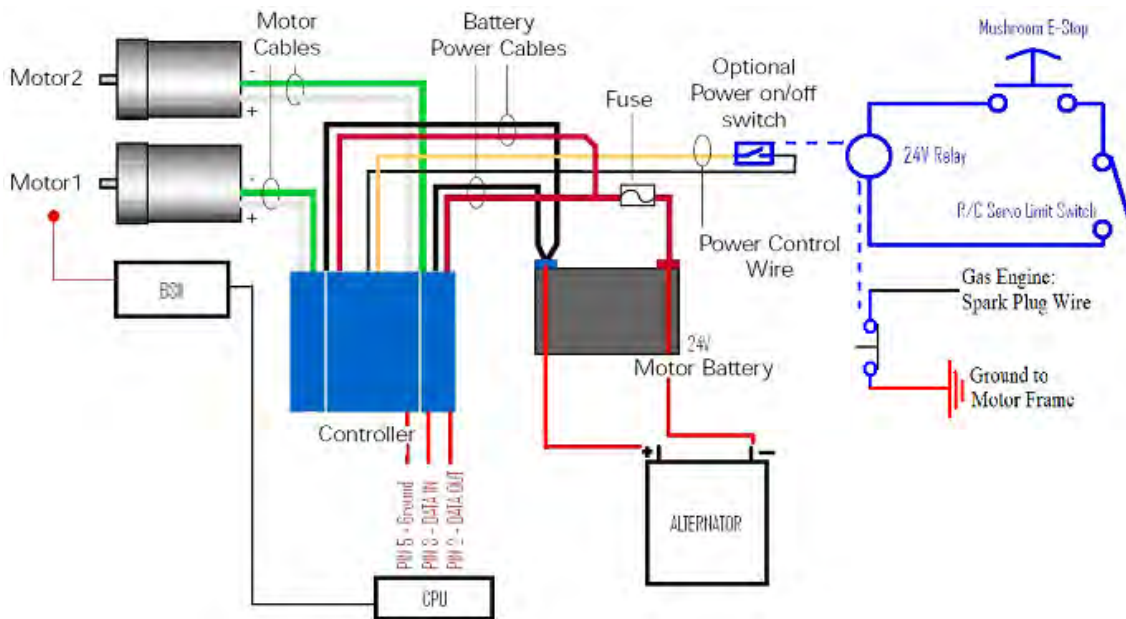 Motor
Cables
Battery
Power Cables
Motor2
Motor1
-
+
-
+
Fuse
Optional
Power on/off
switch
Mushroom E-Stop
24V Relay
R/C Servo Limit Switch
Power Control
Wire
Gas Engine:
Spark Plug Wire
Ground to
Motor Frame
BSII
24V
Motor Battery
Controller
PIN 5 - Ground
PIN 3 - DATA IN
PIN 2 - DATA OUT
+
-
ALTERNATOR
CPU